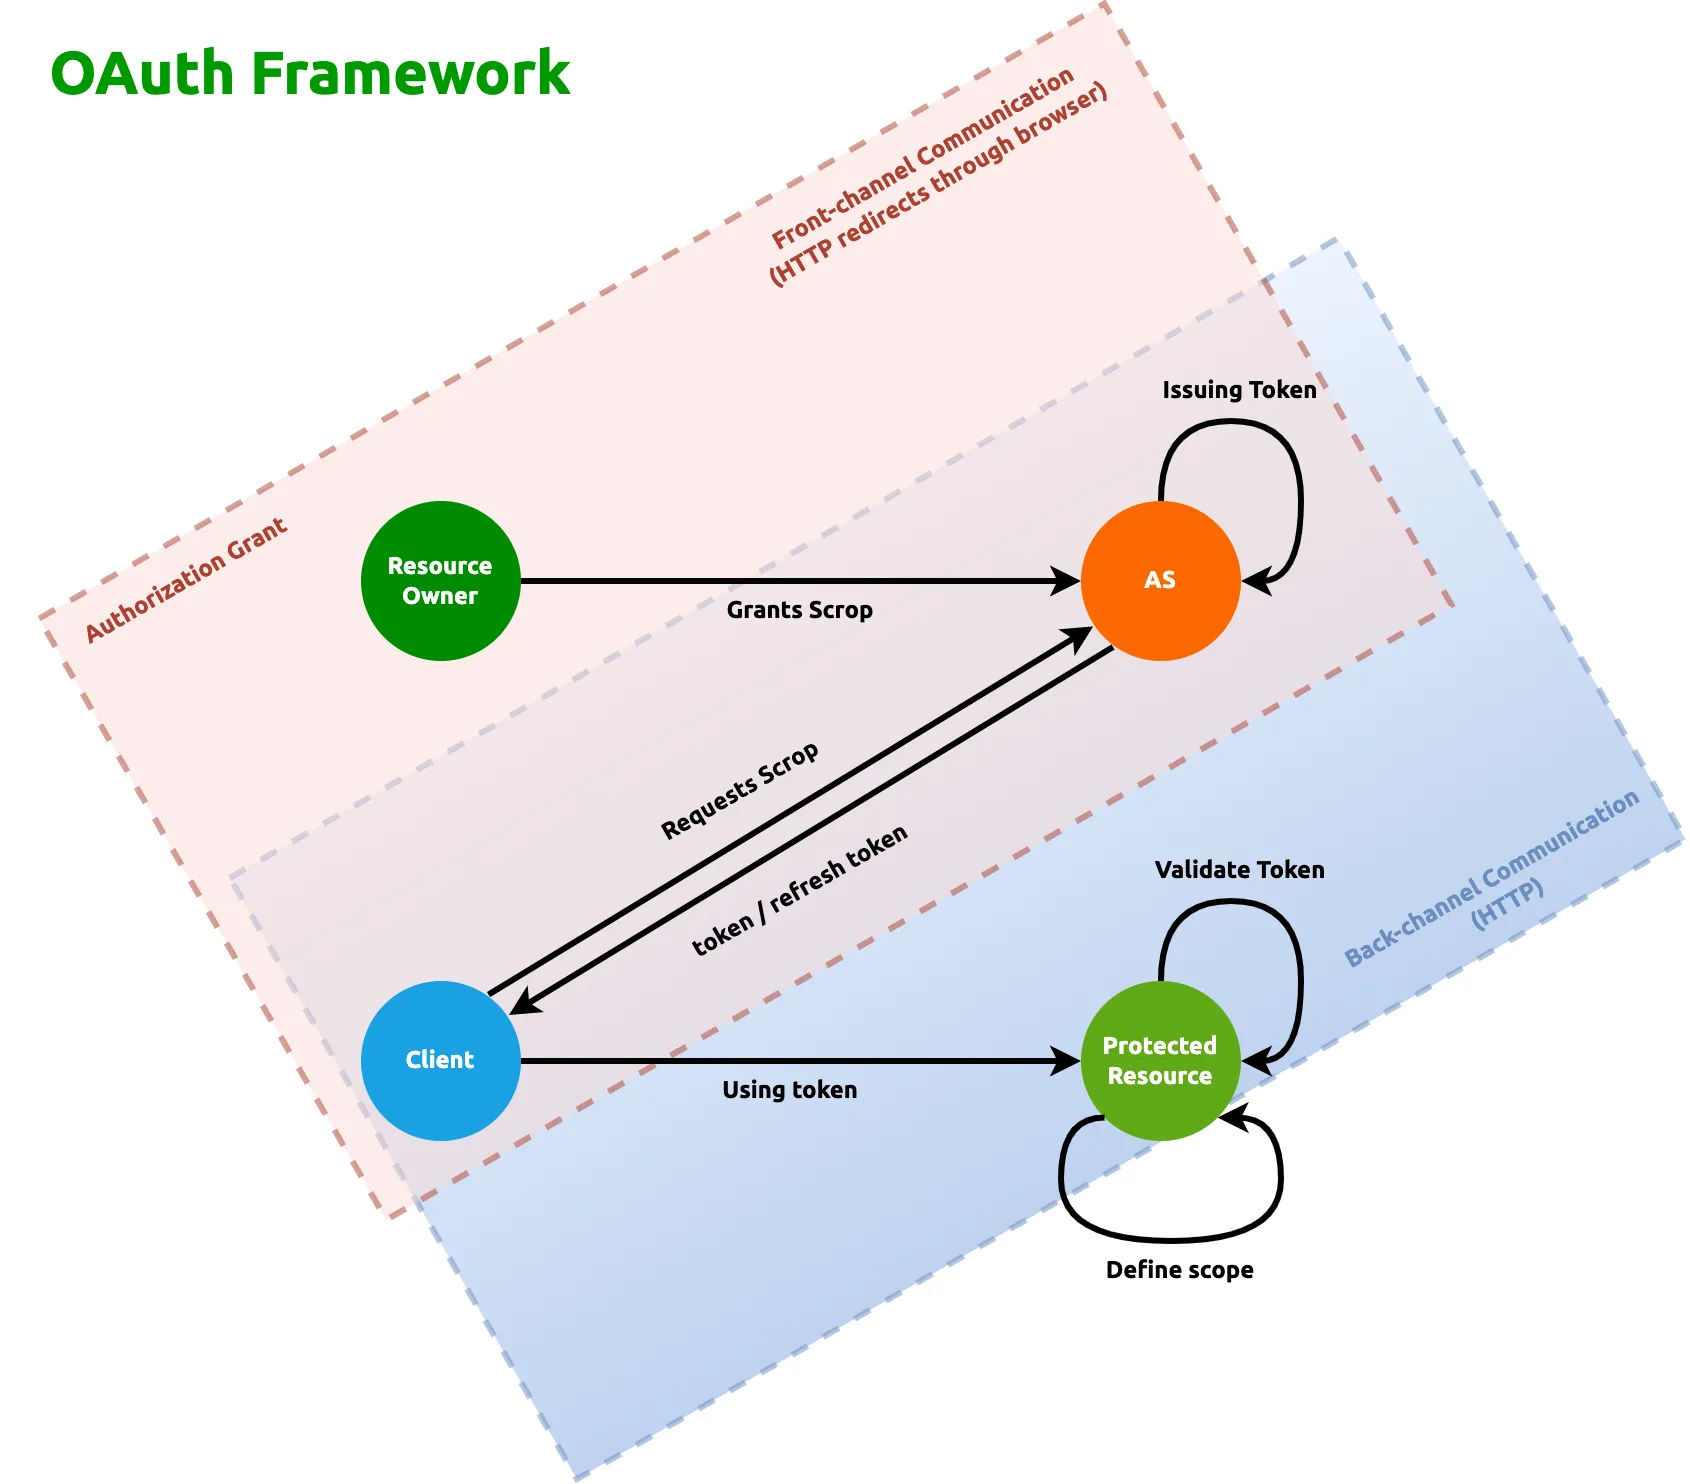 OAuth Framework
Front-channel Communication
(HTTP redirects through browser)
Authorization Grant
Issuing Token
Resource
Owner
AS
Grants Scrop
Requests Scrop
token / refresh token
Back-channel Communication
(HTTP)
Validate Token
Client
Protected
Resource
Using token
Define scope